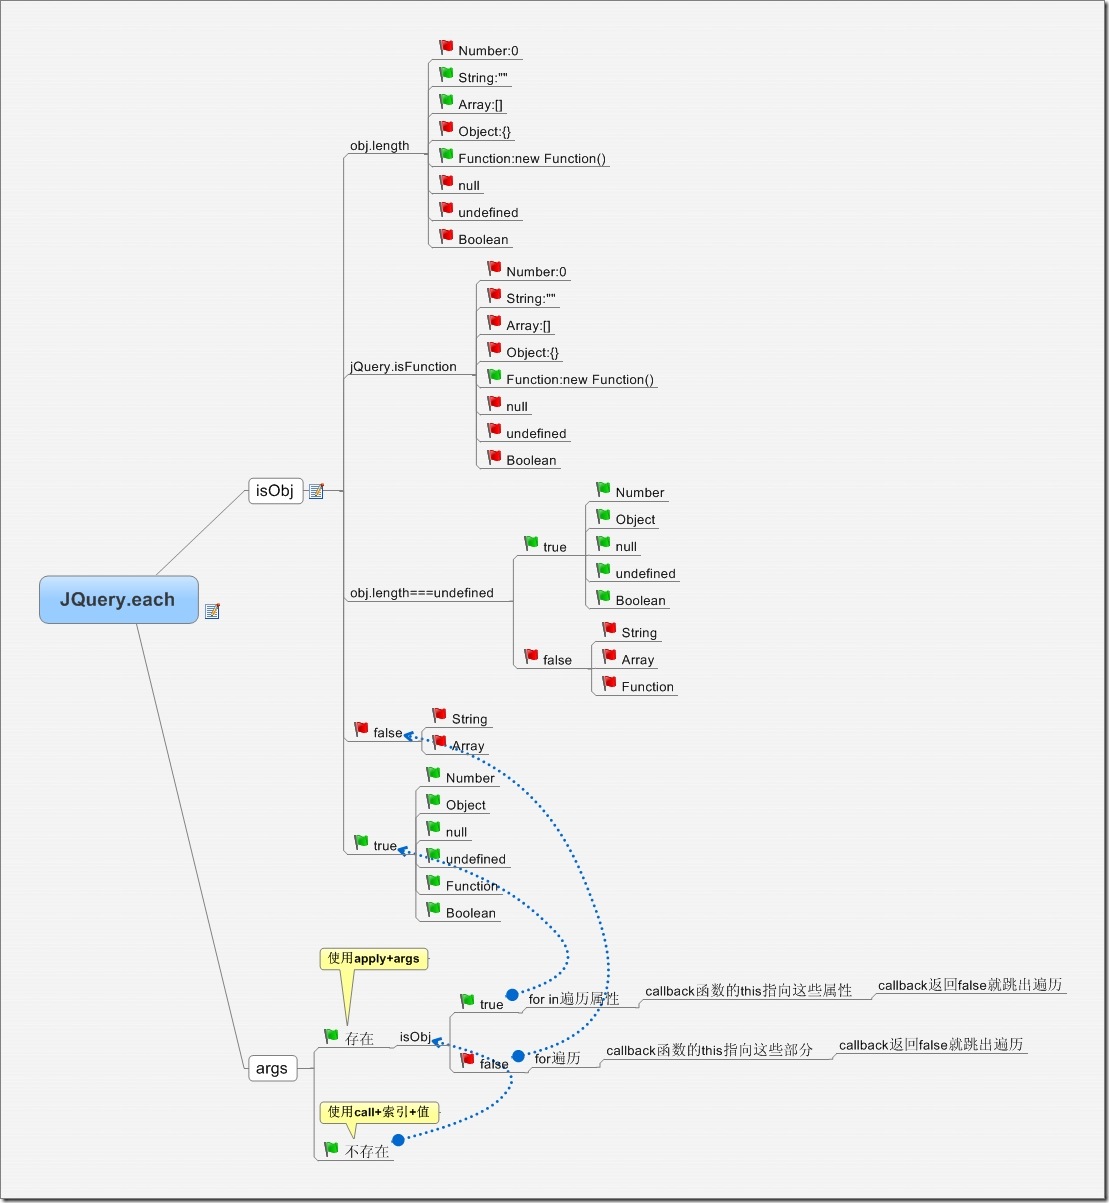 JQuery.each
isObj
obj.length
Number:0
String:""
Array:[]
Object:{}
Function:new Function()
null
undefined
Boolean
jQuery.isFunction
Number:0
String:""
Array:[]
Object:{}
Function:new Function()
null
undefined
Boolean
obj.length===undefined
true
Number
Object
null
undefined
Boolean
false
String
Array
Function
false
String
Array
true
Number
Object
null
undefined
Function
Boolean
args
使用apply+args
存在
isObj
true
for in遍历属性
callback函数的this指向这些属性
callback返回false就跳出遍历
false
for遍历
callback函数的this指向这些部分
callback返回false就跳出遍历
使用call+索引+值
不存在